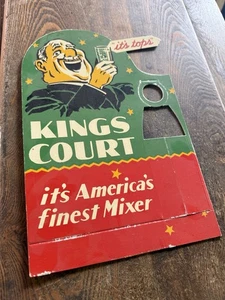 "it's tops"
KINGS
COURT
it's America's
finest Mixer